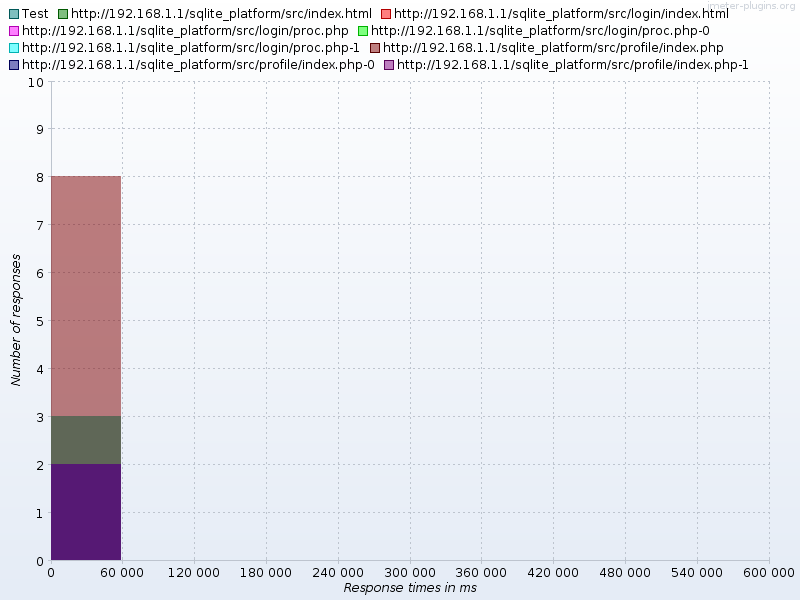 jmeter-plugins.org
Test http://192.168.1.1/sqlite_platform/src/index.html http://192.168.1.1/sqlite_platform/src/login/index.html
http://192.168.1.1/sqlite_platform/src/login/proc.php http://192.168.1.1/sqlite_platform/src/login/proc.php-0
http://192.168.1.1/sqlite_platform/src/login/proc.php-1 http://192.168.1.1/sqlite_platform/src/profile/index.php
http://192.168.1.1/sqlite_platform/src/profile/index.php-0 http://192.168.1.1/sqlite_platform/src/profile/index.php-1
10
9
8
7
6
5
4
3
2
1
0
Number of responses
0 60 000 120 000 180 000 240 000 300 000 360 000 420 000 480 000 540 000 600 000
Response times in ms